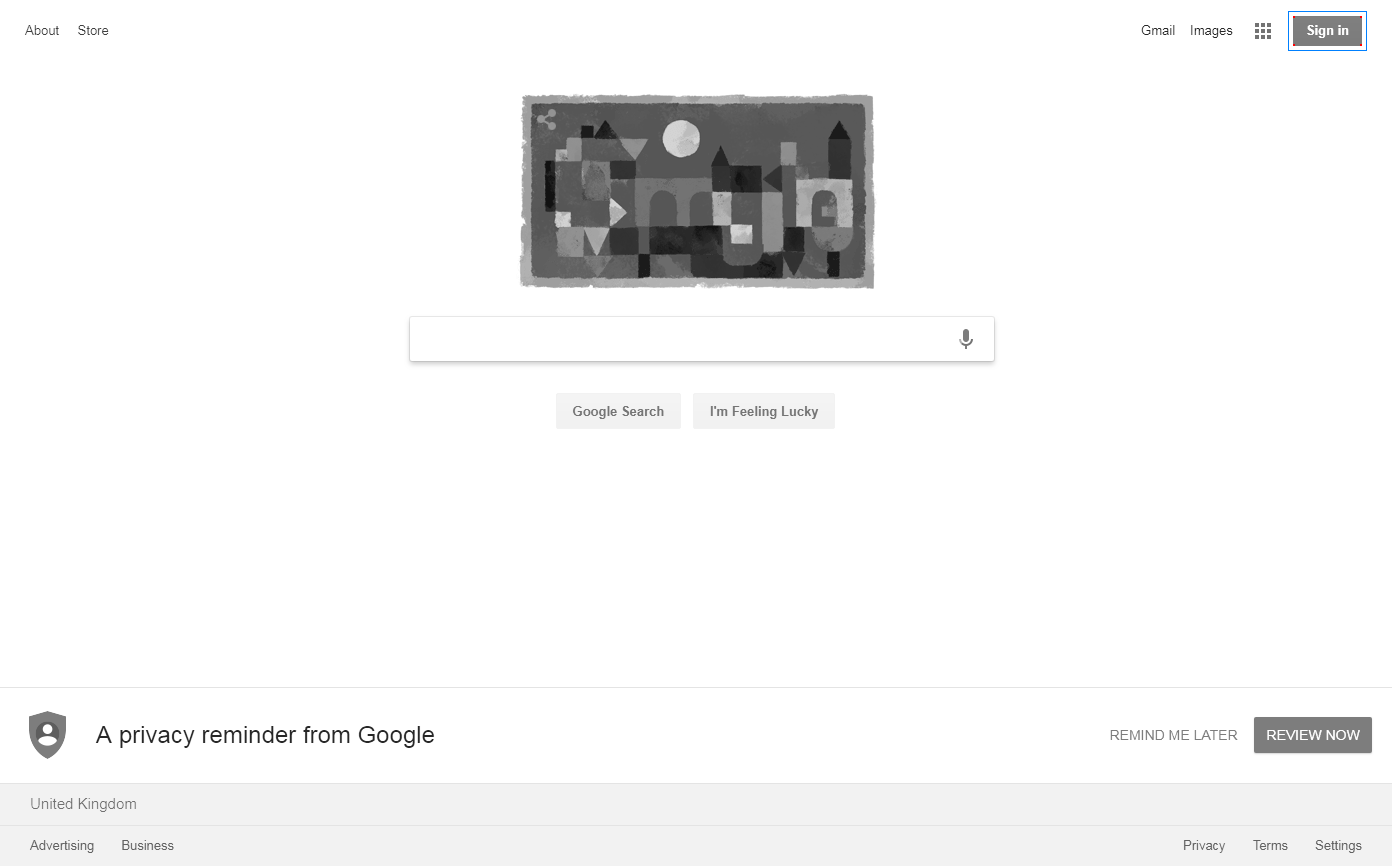 About Store Gmail Images Sign in
Google Search I'm Feeling Lucky
A privacy reminder from Google REMIND ME LATER REVIEW NOW
United Kingdom
Advertising Business Privacy Terms Settings